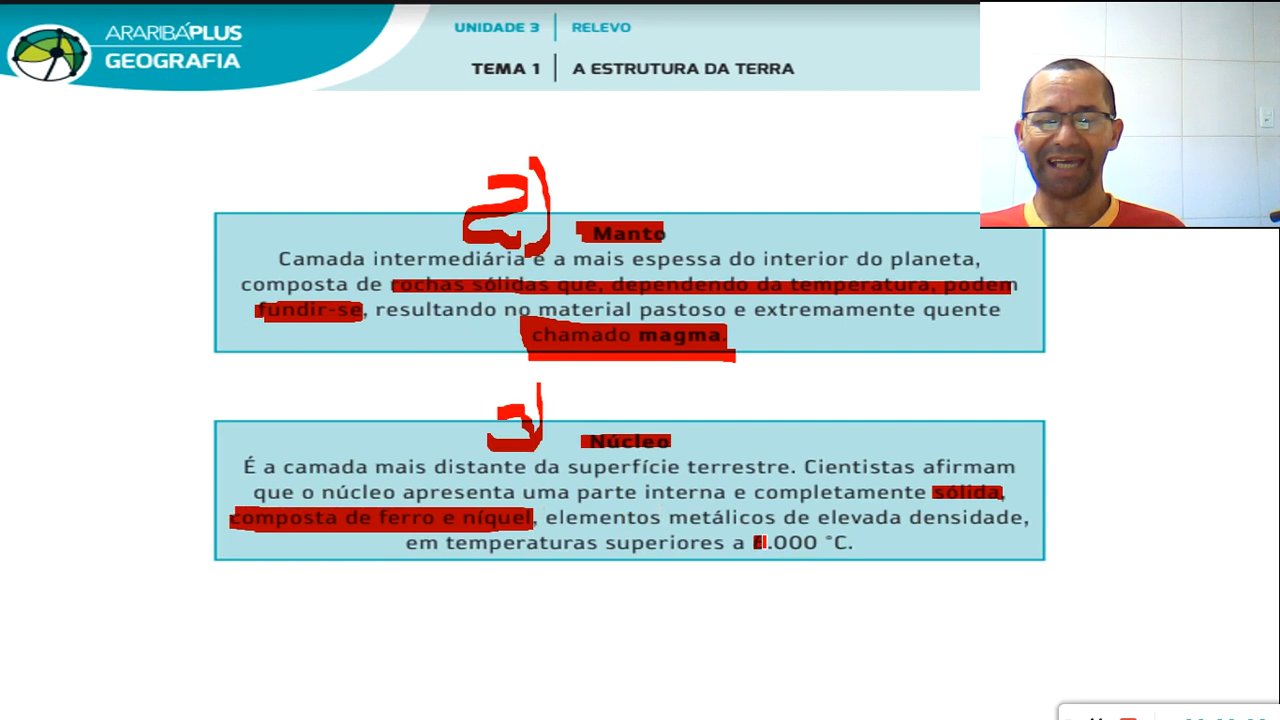 ARARIBÁPLUS
GEOGRAFIA
UNIDADE 3 RELEVO
TEMA 1 A ESTRUTURA DA TERRA
2)
Manto
Camada intermediária e a mais espessa do interior do planeta,
composta de rochas sólidas que, dependendo da temperatura, podem
fundir-se, resultando no material pastoso e extremamente quente
chamado magma.
Núcleo
É a camada mais distante da superfície terrestre. Cientistas afirmam
que o núcleo apresenta uma parte interna e completamente sólida,
composta de ferro e níquel, elementos metálicos de elevada densidade,
em temperaturas superiores a .000 °C.